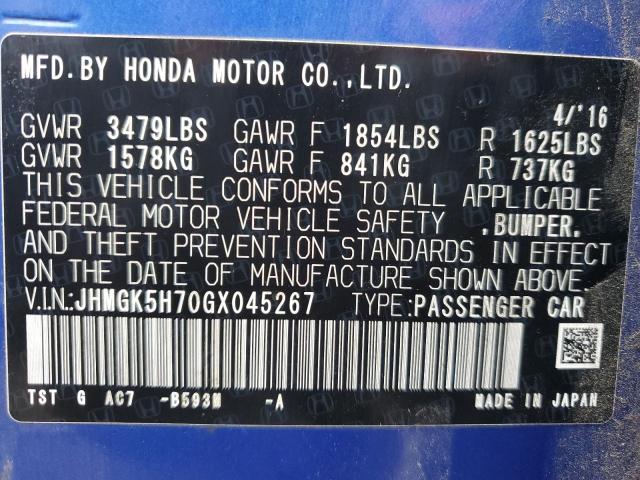 MFD.BY HONDA MOTOR CO.,LTD.
4/'16
GVWR 3479LBS GAWR F 1854LBS R 1625LBS
GVWR 1578KG GAWR F 841KG R 737KG
THIS VEHICLE CONFORMS TO ALL APPLICABLE
FEDERAL MOTOR VEHICLE SAFETY ,BUMPER,
AND THEFT PREVENTION STANDARDS IN EFFECT
ON THE DATE OF MANUFACTURE SHOWN ABOVE.
V.I.N.:JHMGK5H70GX045267 TYPE:PASSENGER CAR
TST G AC7 -B593M -A MADE IN JAPAN